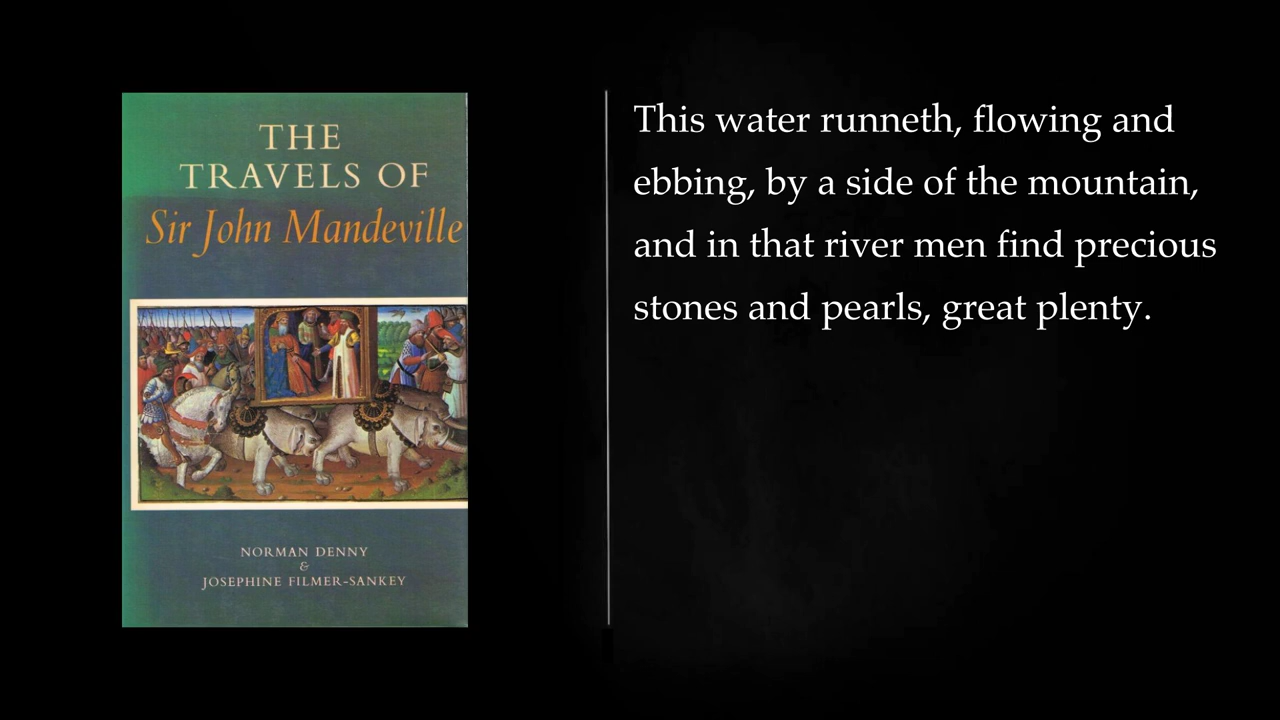 THE
TRAVELS OF
Sir John Mandeville
NORMAN DENNY
&
JOSEPHINE FILMER-SANKEY
This water runneth, flowing and
ebbing, by a side of the mountain,
and in that river men find precious
stones and pearls, great plenty.